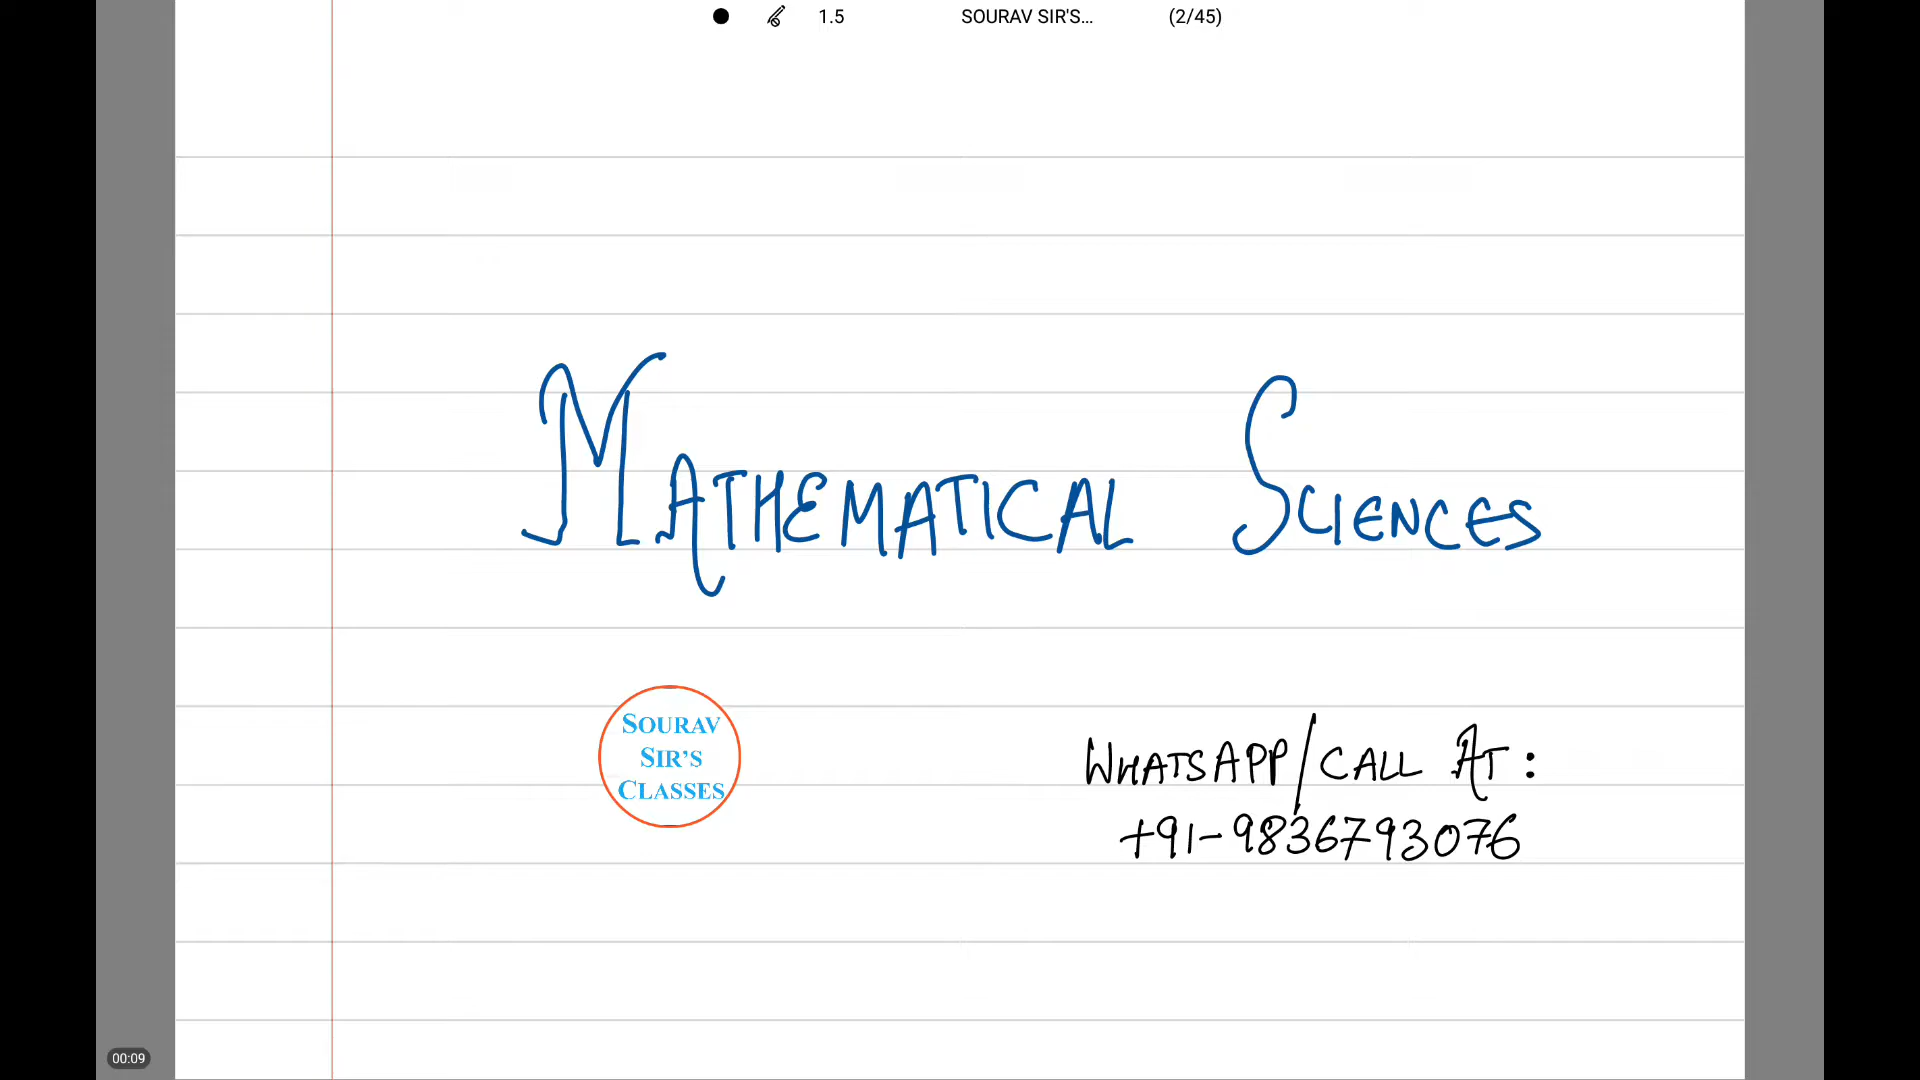 1.5 SOURAV SIR'S... (2/45)
MATHEMATICAL SCIENCES
SOURAV
SIR'S
CLASSES
WHATSAPP/CALL AT:
+91-9836793076
00:09